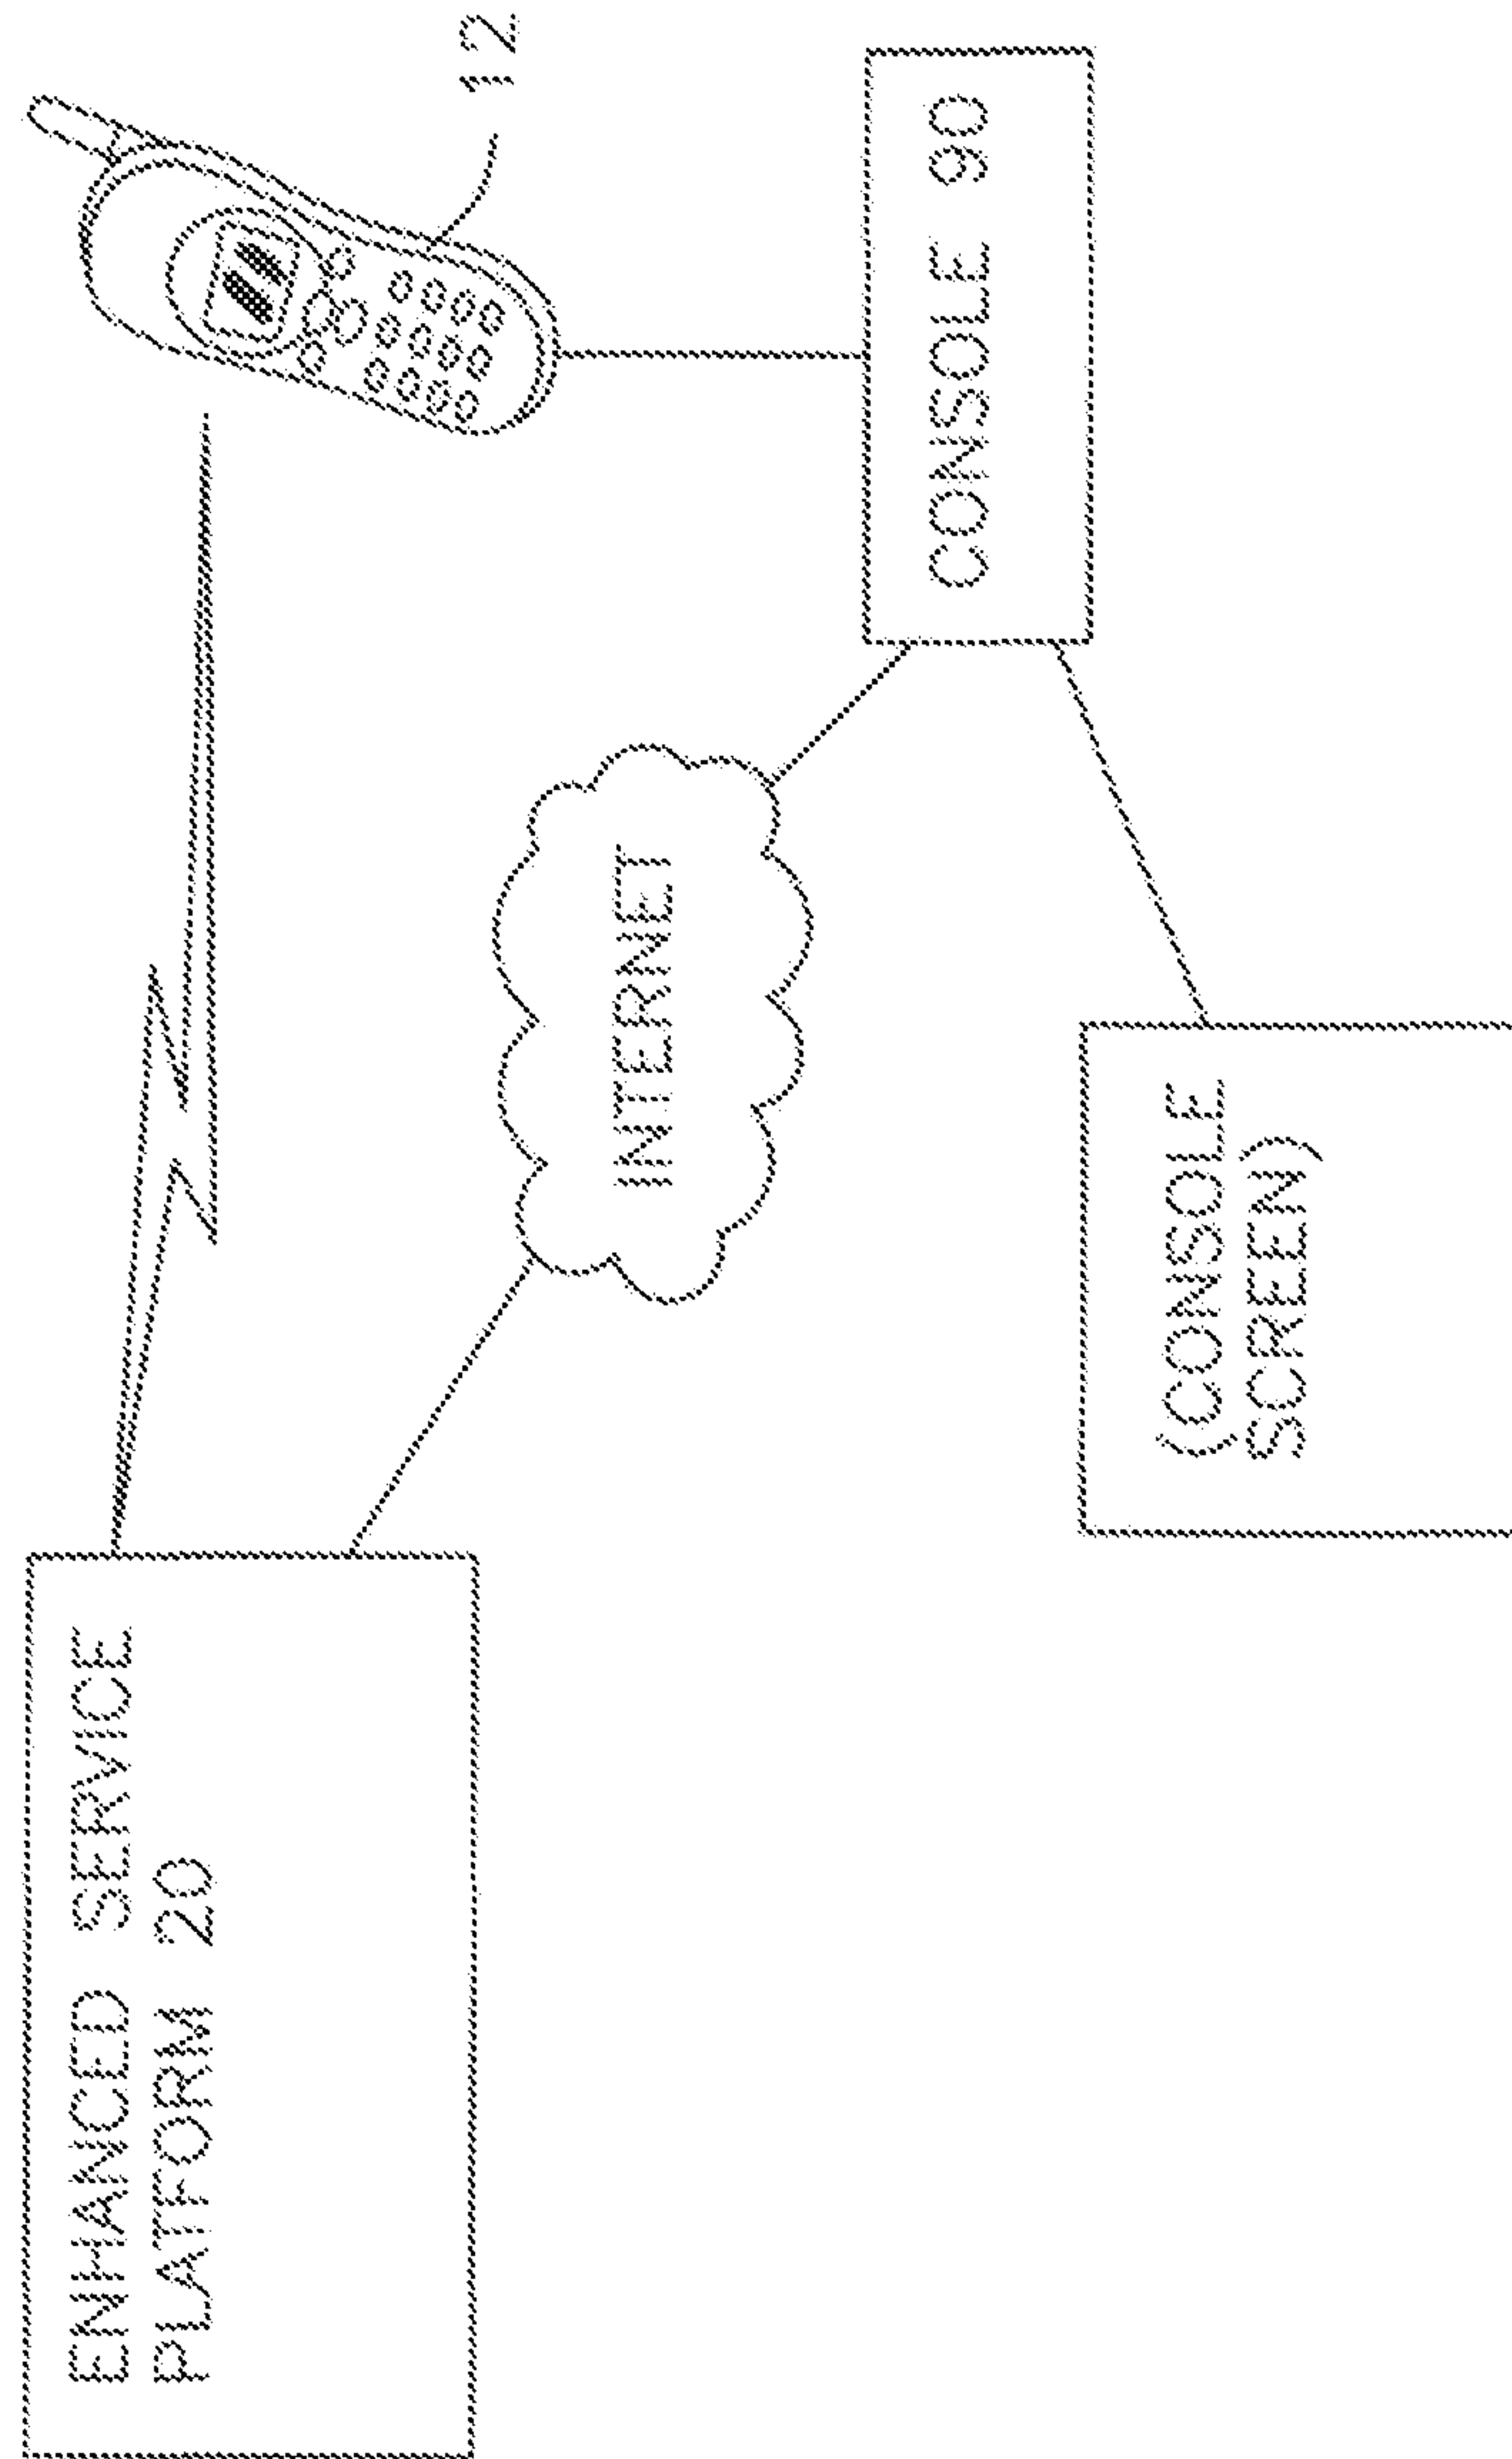 ENHANCED SERVICE
PLATFORM 20
INTERNET
12
CONSOLE 90
(CONSOLE
SCREEN)